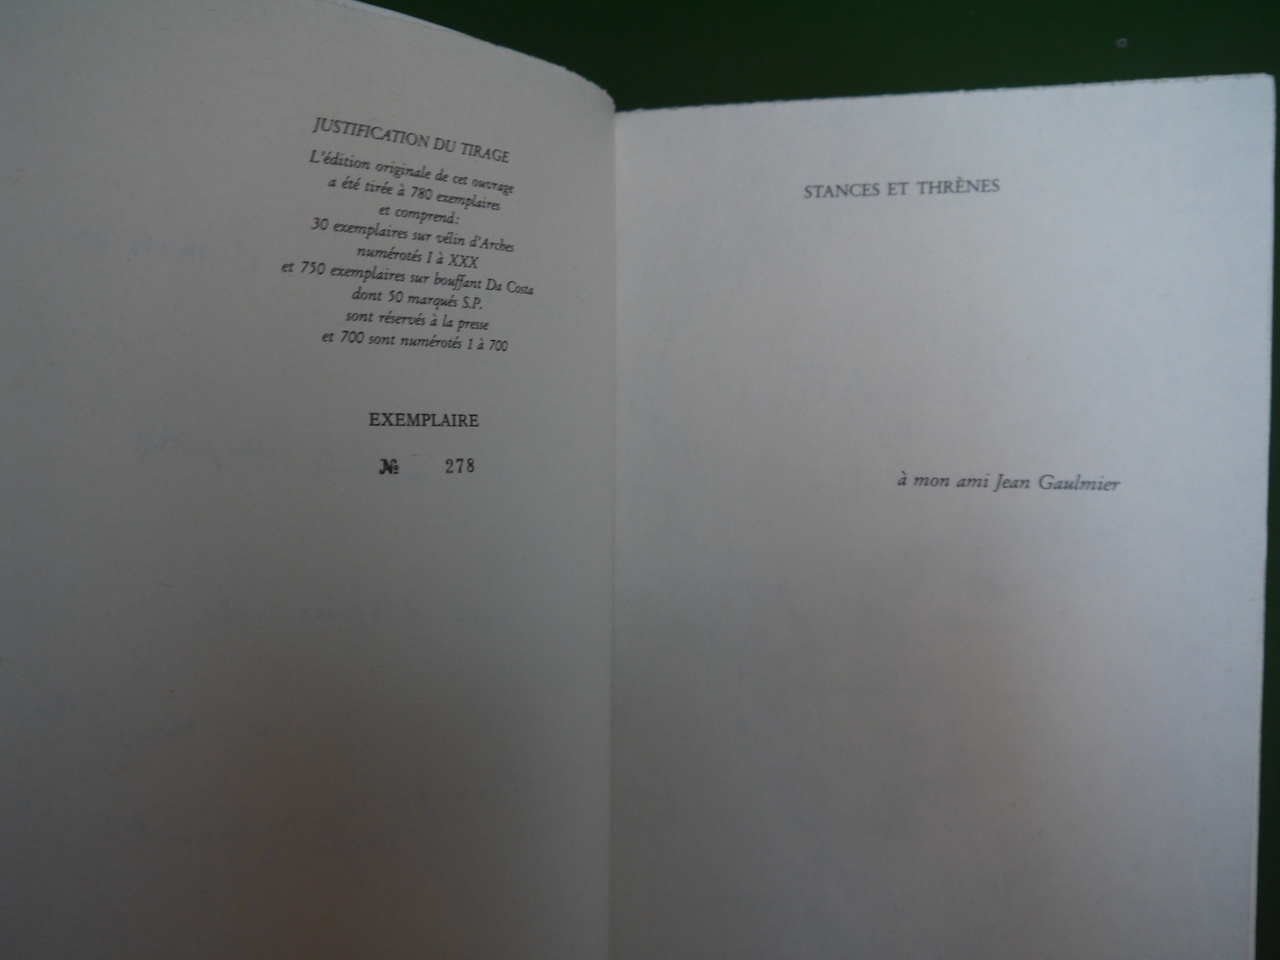 JUSTIFICATION DU TIRAGE
L'édition originale de cet ouvrage
a été tirée à 780 exemplaires
et comprend:
30 exemplaires sur vélin d'Arches
numérotés I à XXX
et 750 exemplaires sur bouffant Da Costa
dont 50 marqués S.P.
sont réservés à la presse
et 700 sont numérotés 1 à 700
EXEMPLAIRE
№ 278
STANCES ET THRÈNES
à mon ami Jean Gaulmier